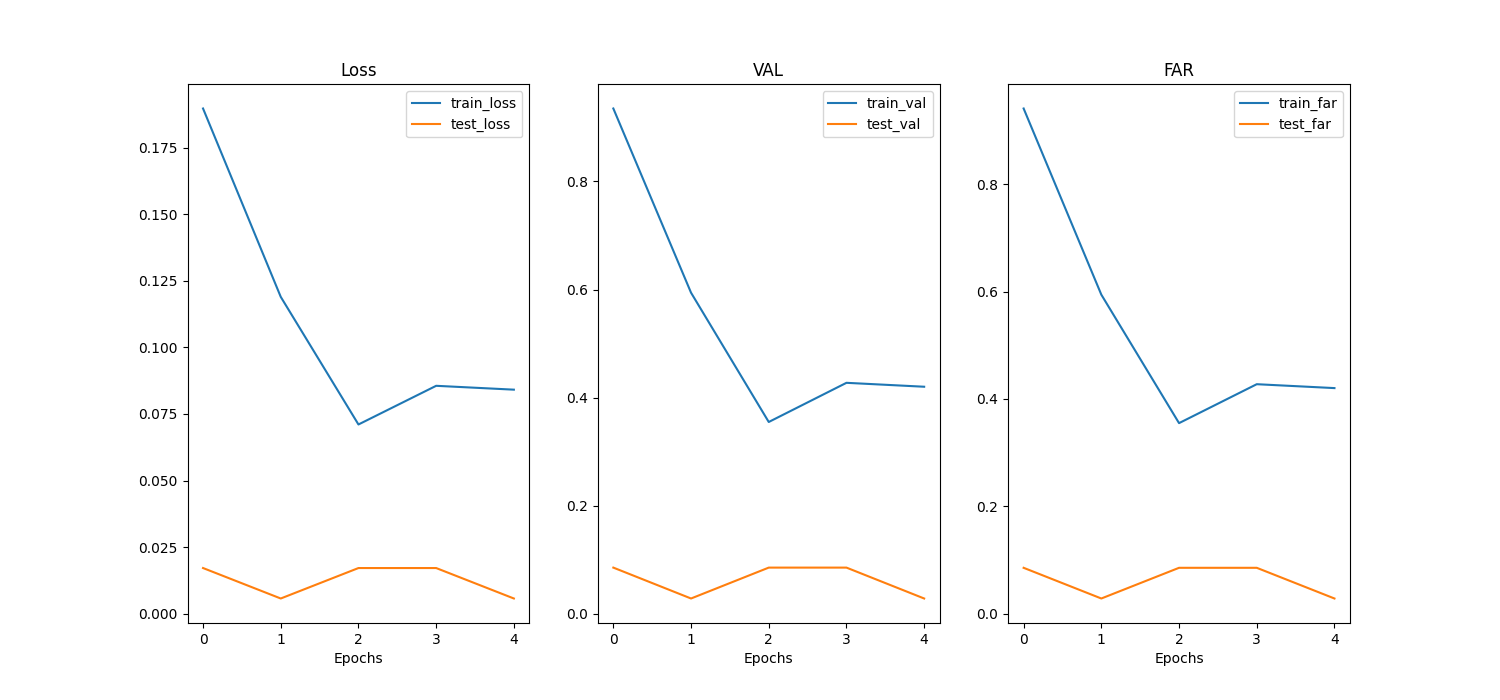 Loss
train_loss
test_loss
0.175
0.150
0.125
0.100
0.075
0.050
0.025
0.000
0 1 2 3 4
Epochs
VAL
train_val
test_val
0.8
0.6
0.4
0.2
0.0
0 1 2 3 4
Epochs
FAR
train_far
test_far
0.8
0.6
0.4
0.2
0.0
0 1 2 3 4
Epochs